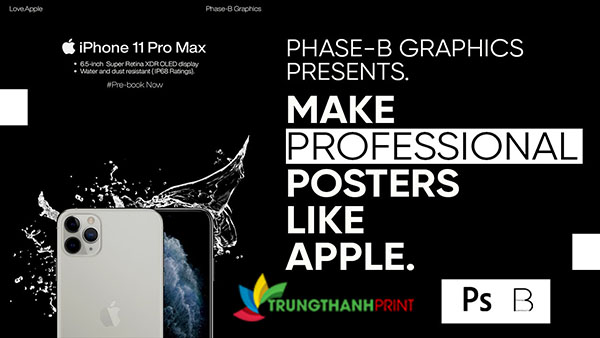 Love.Apple
Phase-B Graphics
iPhone 11 Pro Max
• 6.5-inch Super Retina XDR OLED display
• Water and dust resistant ( IP68 Ratings).
#Pre-book Now
PHASE-B GRAPHICS
PRESENTS.
MAKE
PROFESSIONAL
POSTERS
LIKE
APPLE.
TRUNGTHANHPRINT
Ps B